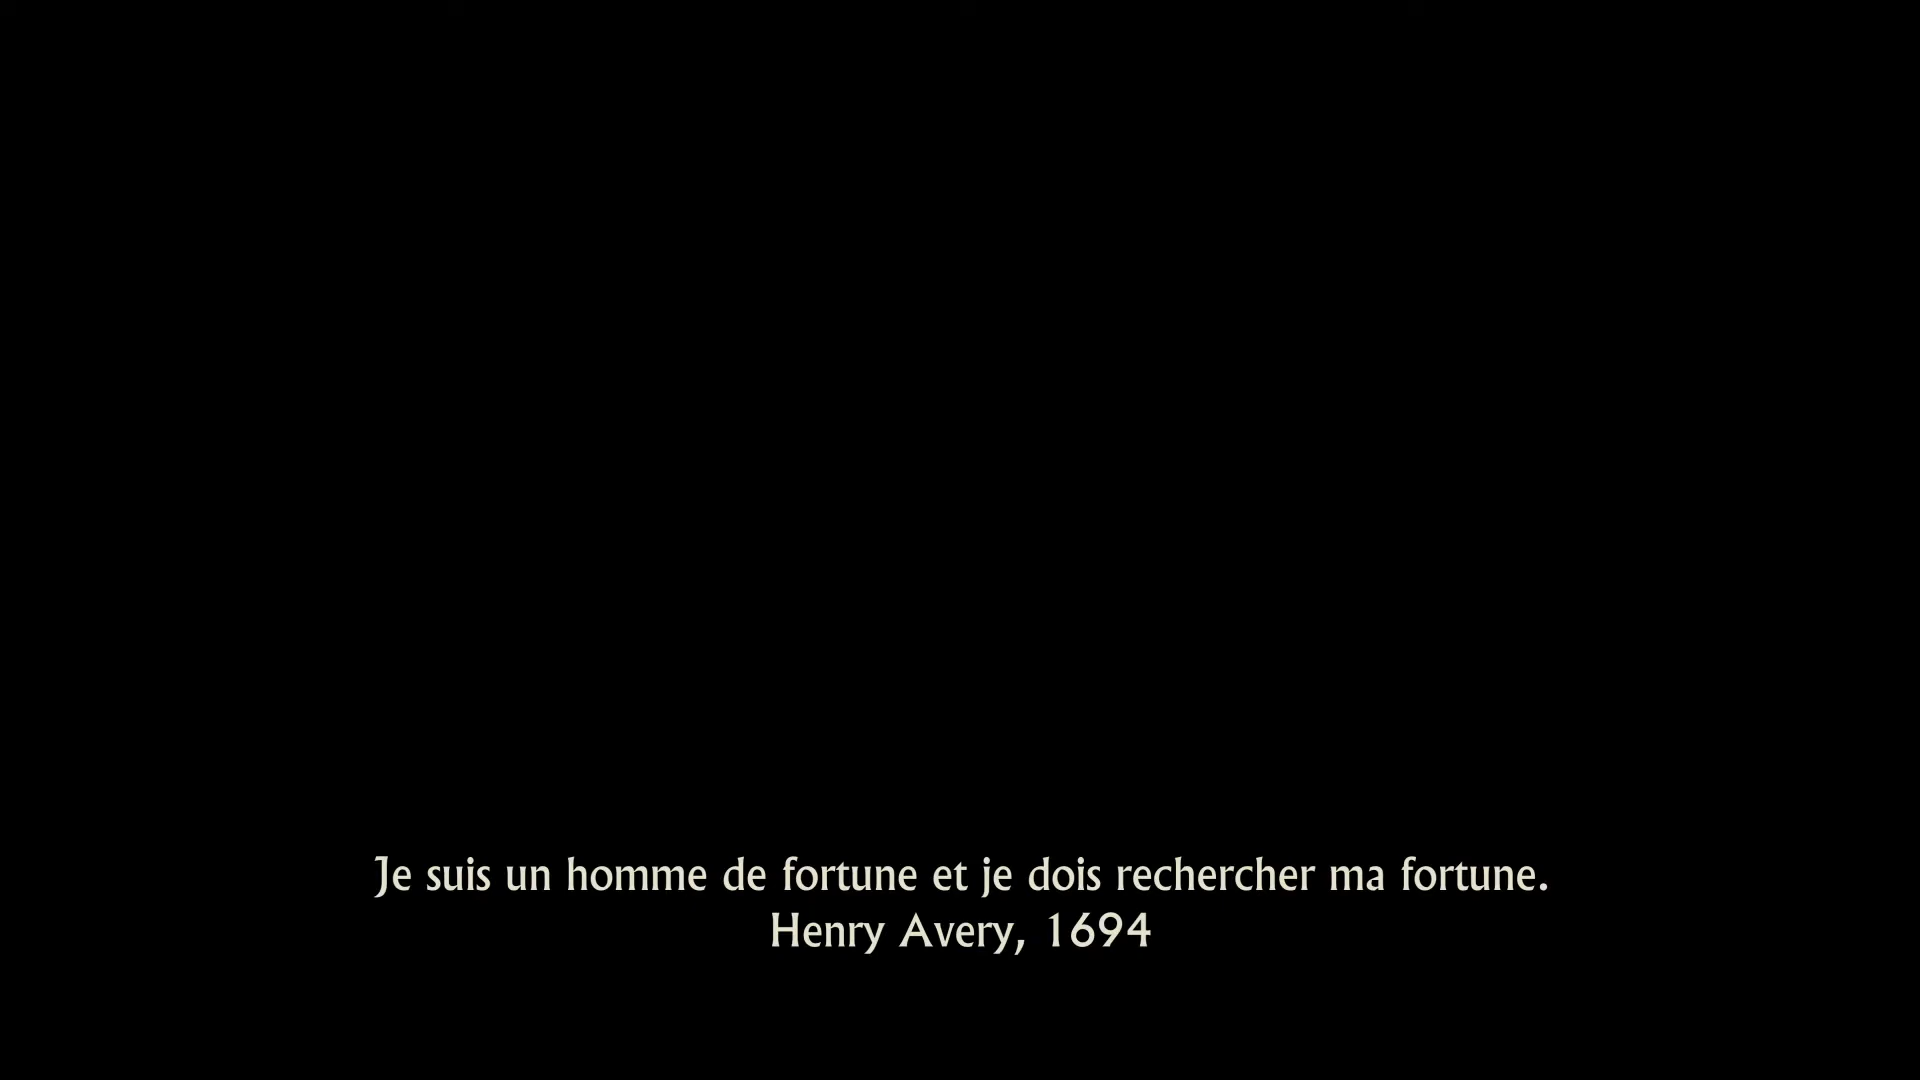 Je suis un homme de fortune et je dois rechercher ma fortune.
Henry Avery, 1694